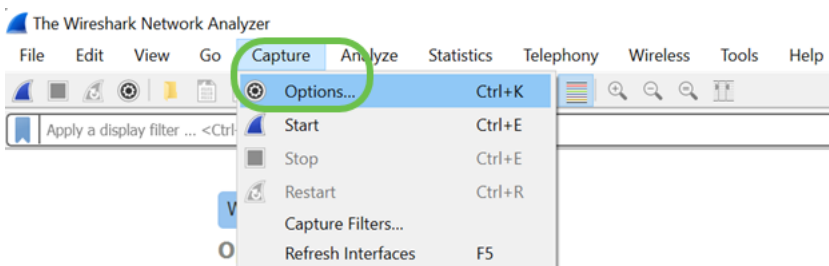 The Wireshark Network Analyzer
File Edit View Go Capture Analyze Statistics Telephony Wireless Tools Help
Options... Ctrl+K
Apply a display filter ... <Ctrl-
Start Ctrl+E
Stop Ctrl+E
Restart Ctrl+R
Capture Filters...
Refresh Interfaces F5